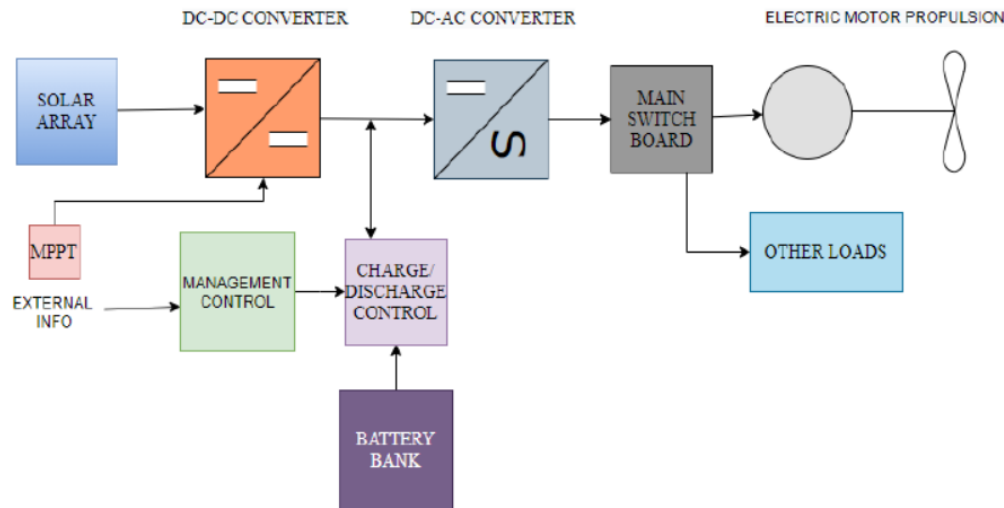 DC-DC CONVERTER
DC-AC CONVERTER
ELECTRIC MOTOR PROPULSION
SOLAR
ARRAY
MAIN
SWITCH
BOARD
MPPT
MANAGEMENT
CONTROL
CHARGE/
DISCHARGE
CONTROL
OTHER LOADS
EXTERNAL
INFO
BATTERY
BANK